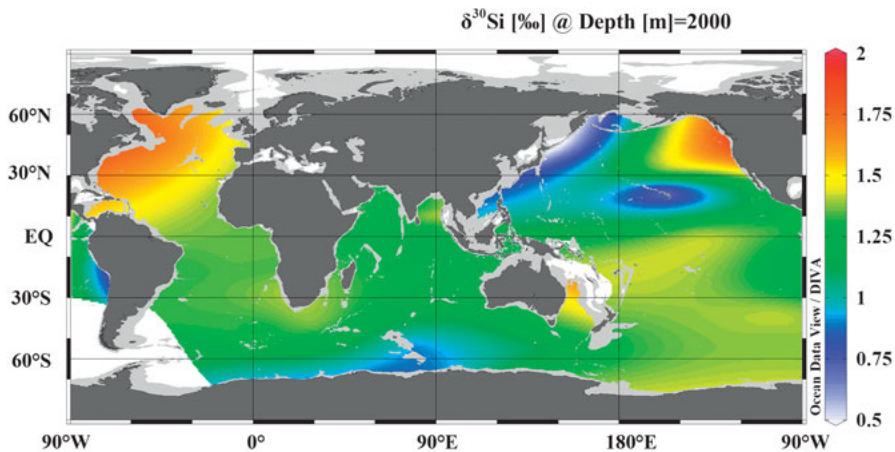 δ³⁰Si [‰] @ Depth [m]=2000
60°N
30°N
EQ
30°S
60°S
90°W
0°
90°E
180°E
90°W
2
1.75
1.5
1.25
1
0.75
0.5
Ocean Data View / DIVA